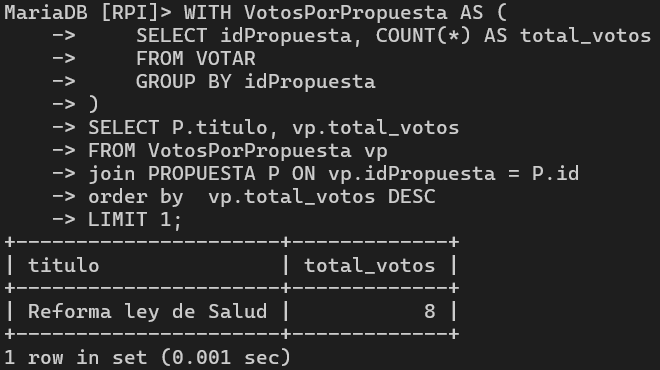 MariaDB [RPI]> WITH VotosPorPropuesta AS (
    ->     SELECT idPropuesta, COUNT(*) AS total_votos
    ->     FROM VOTAR
    ->     GROUP BY idPropuesta
    -> )
    -> SELECT P.titulo, vp.total_votos
    -> FROM VotosPorPropuesta vp
    -> join PROPUESTA P ON vp.idPropuesta = P.id
    -> order by  vp.total_votos DESC
    -> LIMIT 1;
+----------------------+-------------+
| titulo               | total_votos |
+----------------------+-------------+
| Reforma ley de Salud |           8 |
+----------------------+-------------+
1 row in set (0.001 sec)